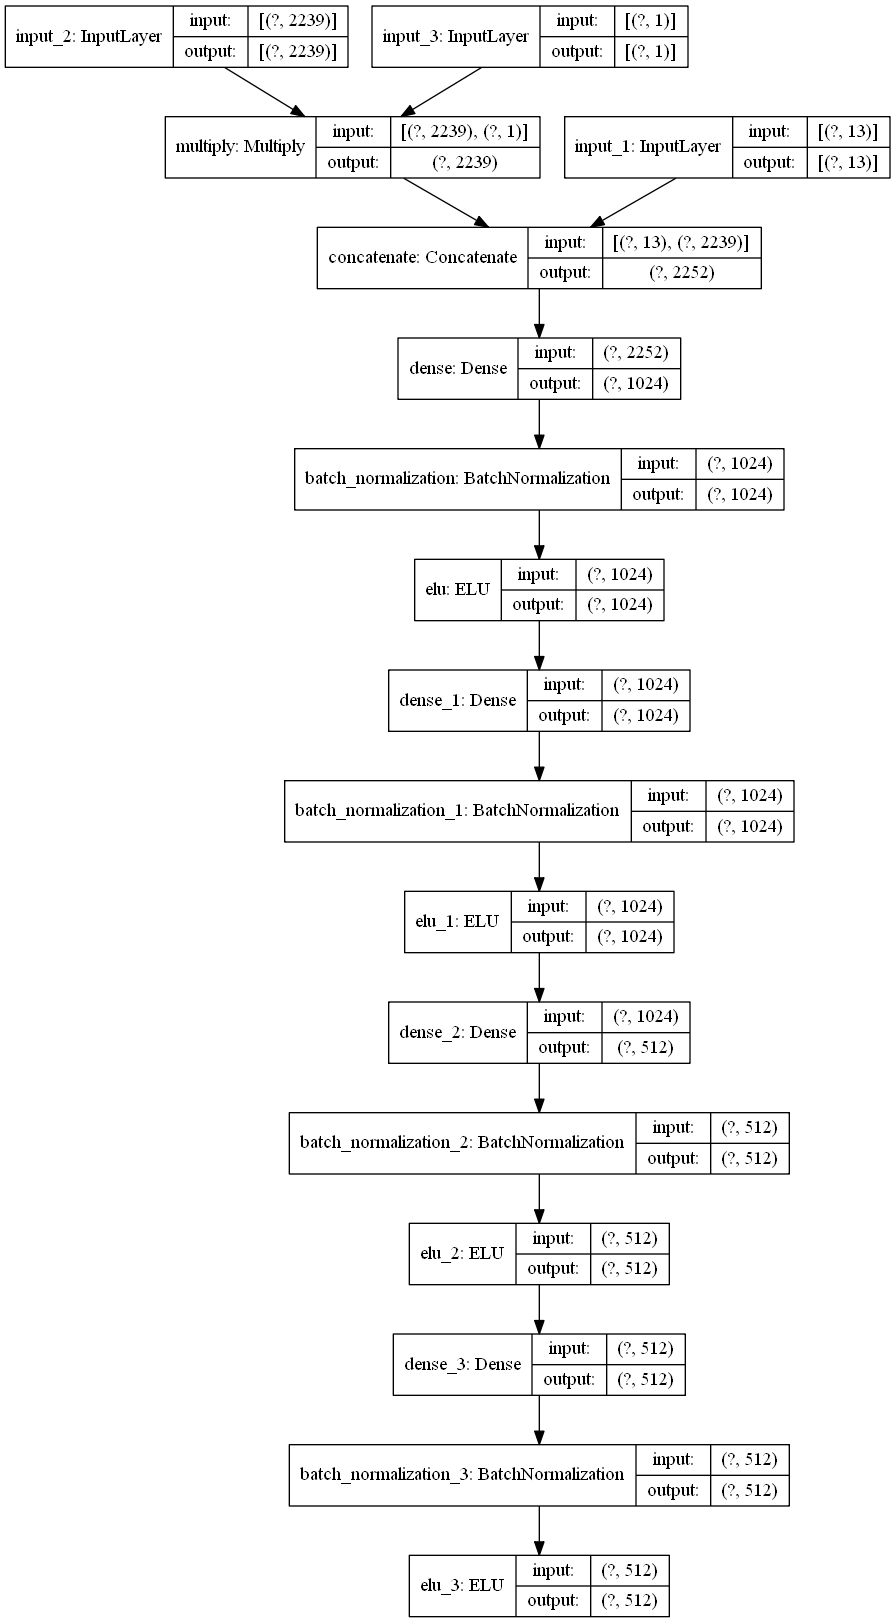 input_2: InputLayer
input: [(?, 2239)]
output: [(?, 2239)]
input_3: InputLayer
input: [(?, 1)]
output: [(?, 1)]
multiply: Multiply
input: [(?, 2239), (?, 1)]
output: (?, 2239)
input_1: InputLayer
input: [(?, 13)]
output: [(?, 13)]
concatenate: Concatenate
input: [(?, 13), (?, 2239)]
output: (?, 2252)
dense: Dense
input: (?, 2252)
output: (?, 1024)
batch_normalization: BatchNormalization
input: (?, 1024)
output: (?, 1024)
elu: ELU
input: (?, 1024)
output: (?, 1024)
dense_1: Dense
input: (?, 1024)
output: (?, 1024)
batch_normalization_1: BatchNormalization
input: (?, 1024)
output: (?, 1024)
elu_1: ELU
input: (?, 1024)
output: (?, 1024)
dense_2: Dense
input: (?, 1024)
output: (?, 512)
batch_normalization_2: BatchNormalization
input: (?, 512)
output: (?, 512)
elu_2: ELU
input: (?, 512)
output: (?, 512)
dense_3: Dense
input: (?, 512)
output: (?, 512)
batch_normalization_3: BatchNormalization
input: (?, 512)
output: (?, 512)
elu_3: ELU
input: (?, 512)
output: (?, 512)